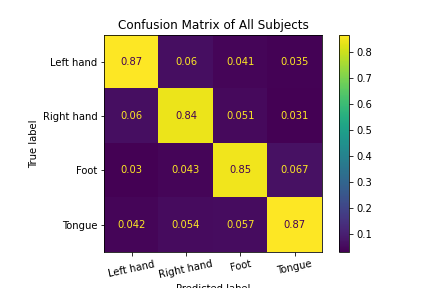 Confusion Matrix of All Subjects
True label
Left hand 0.87 0.06 0.041 0.035
Right hand 0.06 0.84 0.051 0.031
Foot 0.03 0.043 0.85 0.067
Tongue 0.042 0.054 0.057 0.87
Left hand Right hand Foot Tongue
Predicted label
0.8
0.7
0.6
0.5
0.4
0.3
0.2
0.1